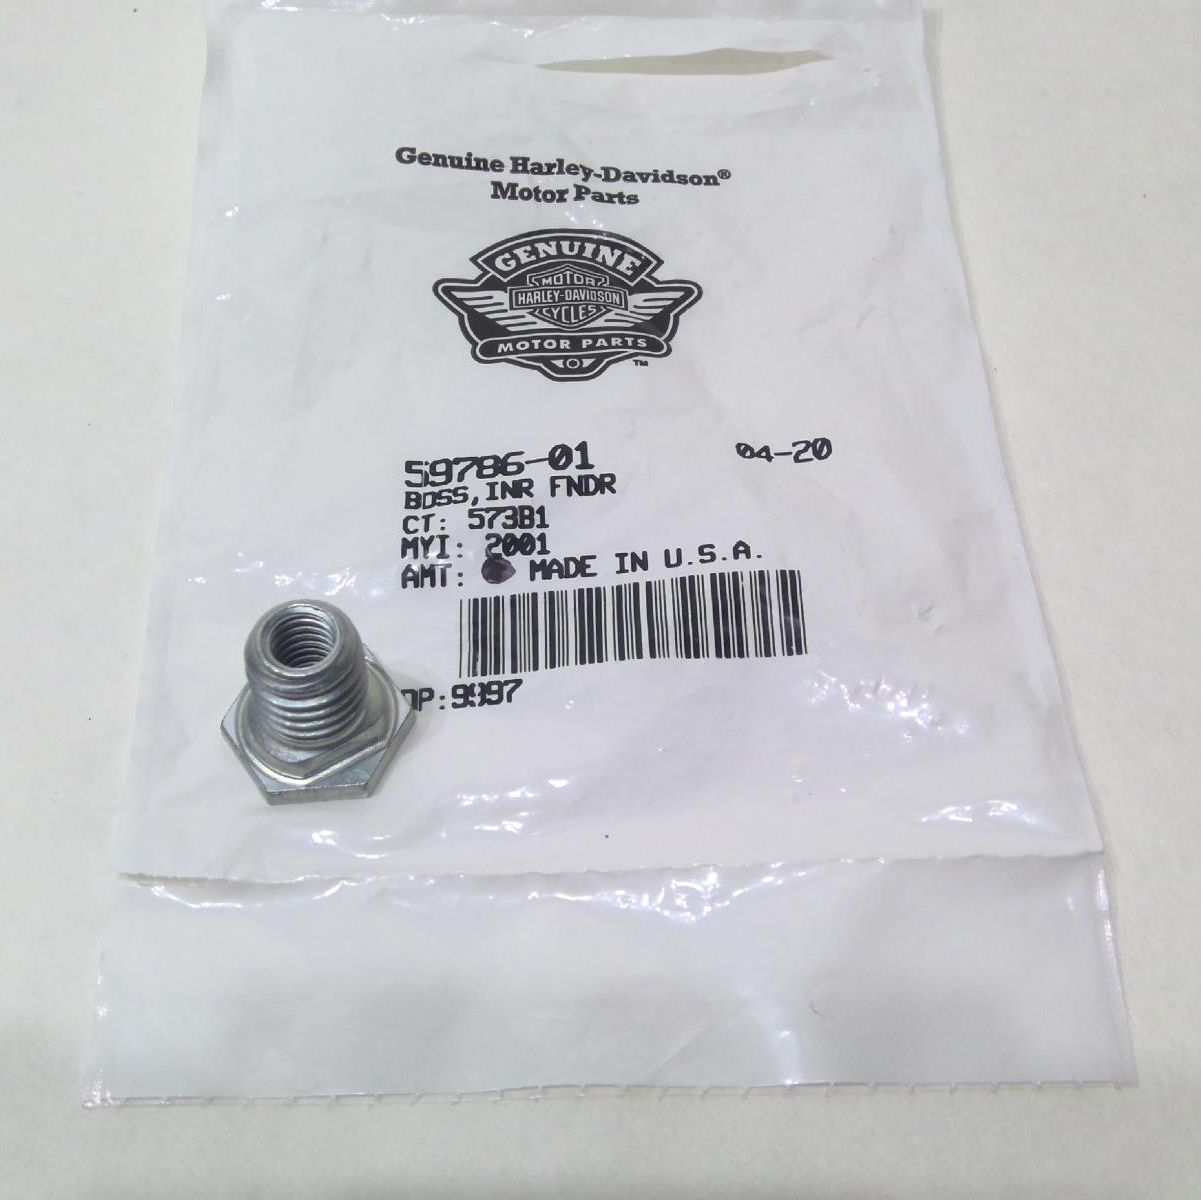 Genuine Harley-Davidson®
Motor Parts
GENUINE
MOTOR
HARLEY-DAVIDSON
CYCLES
MOTOR PARTS
TM
59786-01 04-20
BOSS, INR FNDR
CT: 573B1
MYI: 2001
AMT: MADE IN U.S.A.
OP:9997